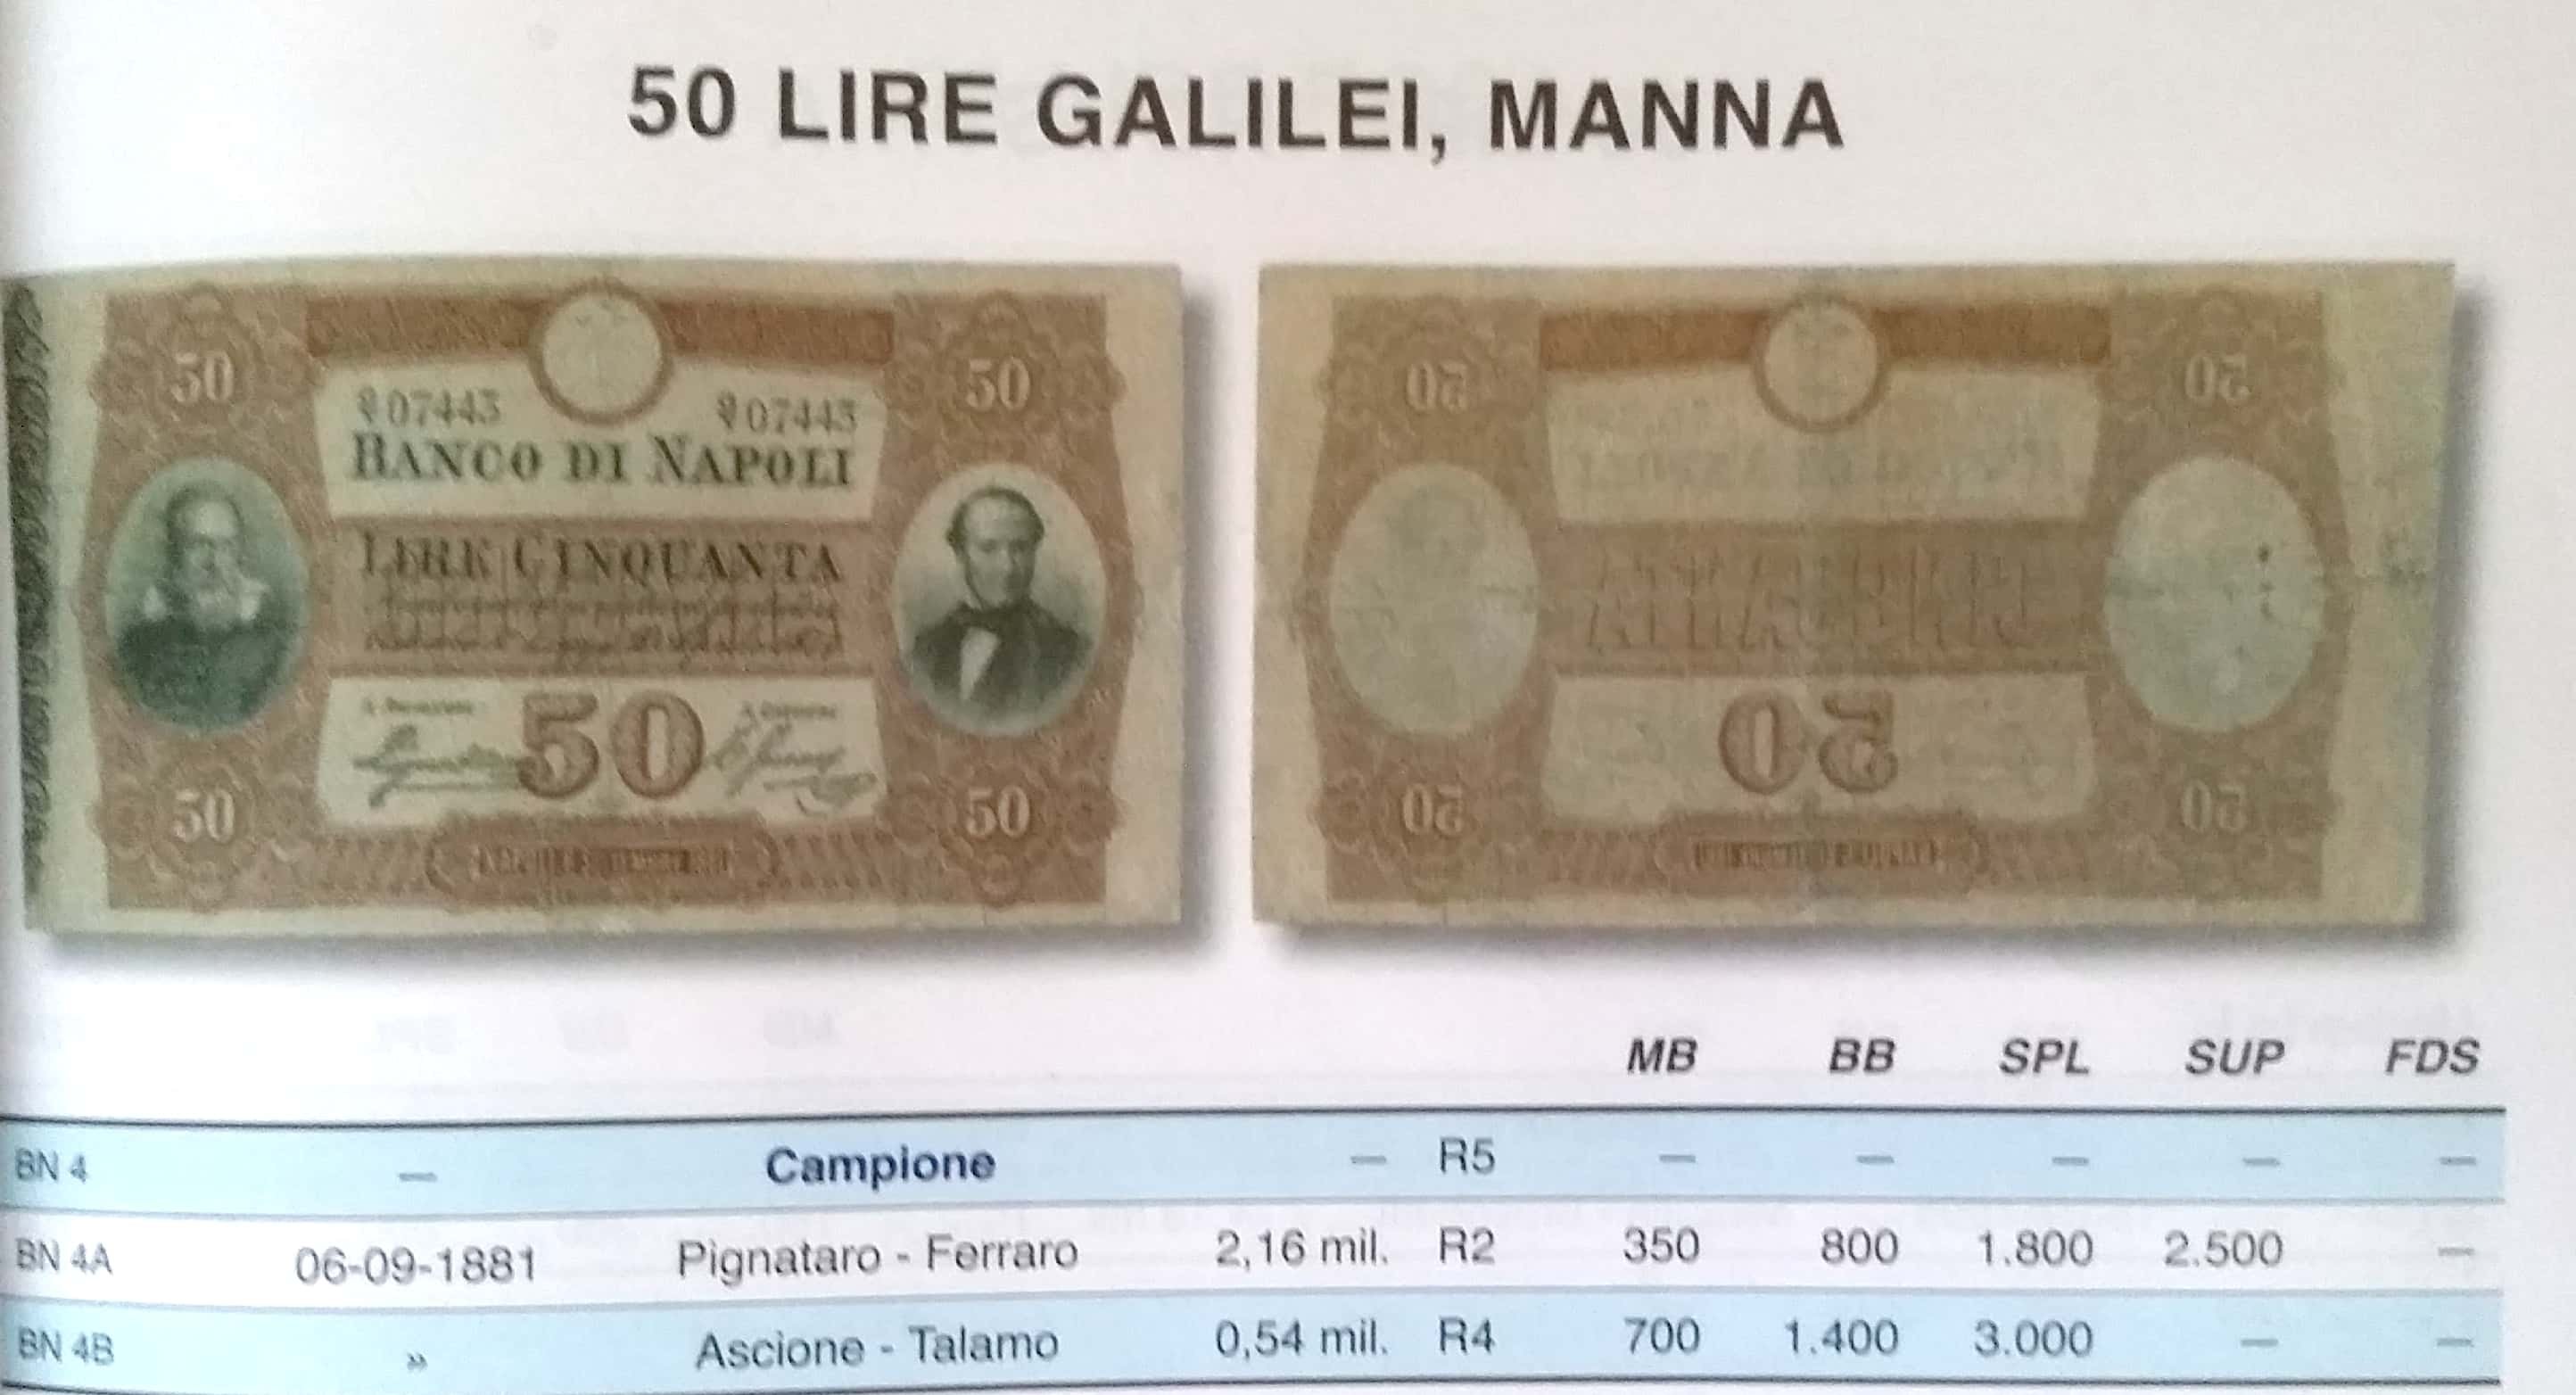 50 LIRE GALILEI, MANNA
50 50
07443 07443
BANCO DI NAPOLI
LIRE CINQUANTA
50
50 50
MB BB SPL SUP FDS
BN 4 — Campione — R5 — — — — —
BN 4A 06-09-1881 Pignataro - Ferraro 2,16 mil. R2 350 800 1.800 2.500 —
BN 4B » Ascione - Talamo 0,54 mil. R4 700 1.400 3.000 — —